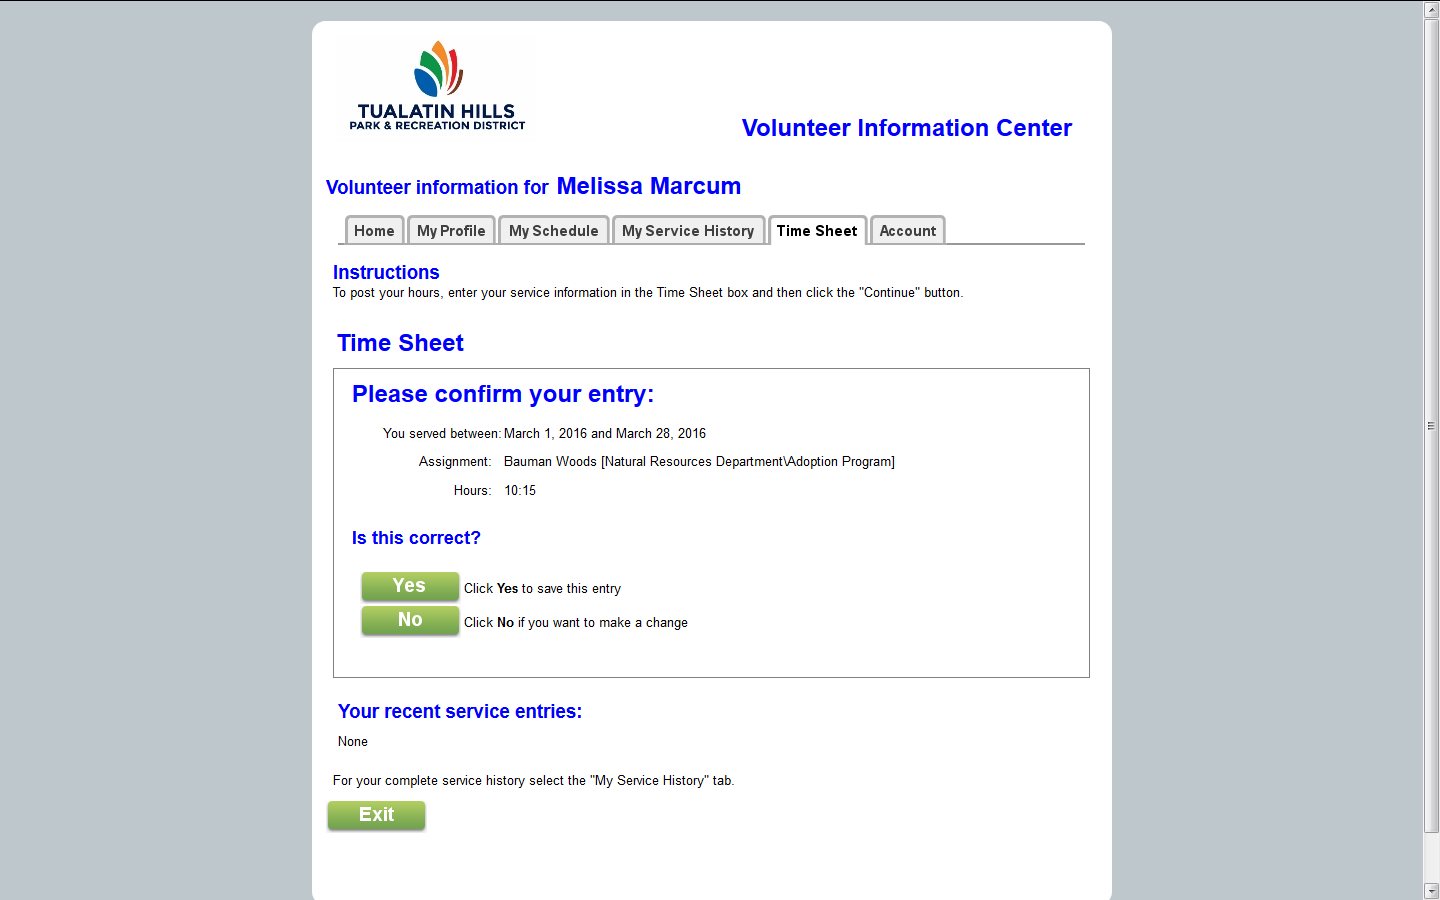 TUALATIN HILLS
PARK & RECREATION DISTRICT
Volunteer Information Center
Volunteer information for Melissa Marcum
Home My Profile My Schedule My Service History Time Sheet Account
Instructions
To post your hours, enter your service information in the Time Sheet box and then click the "Continue" button.
Time Sheet
Please confirm your entry:
You served between: March 1, 2016 and March 28, 2016
Assignment: Bauman Woods [Natural Resources Department\Adoption Program]
Hours: 10:15
Is this correct?
Yes Click Yes to save this entry
No Click No if you want to make a change
Your recent service entries:
None
For your complete service history select the "My Service History" tab.
Exit